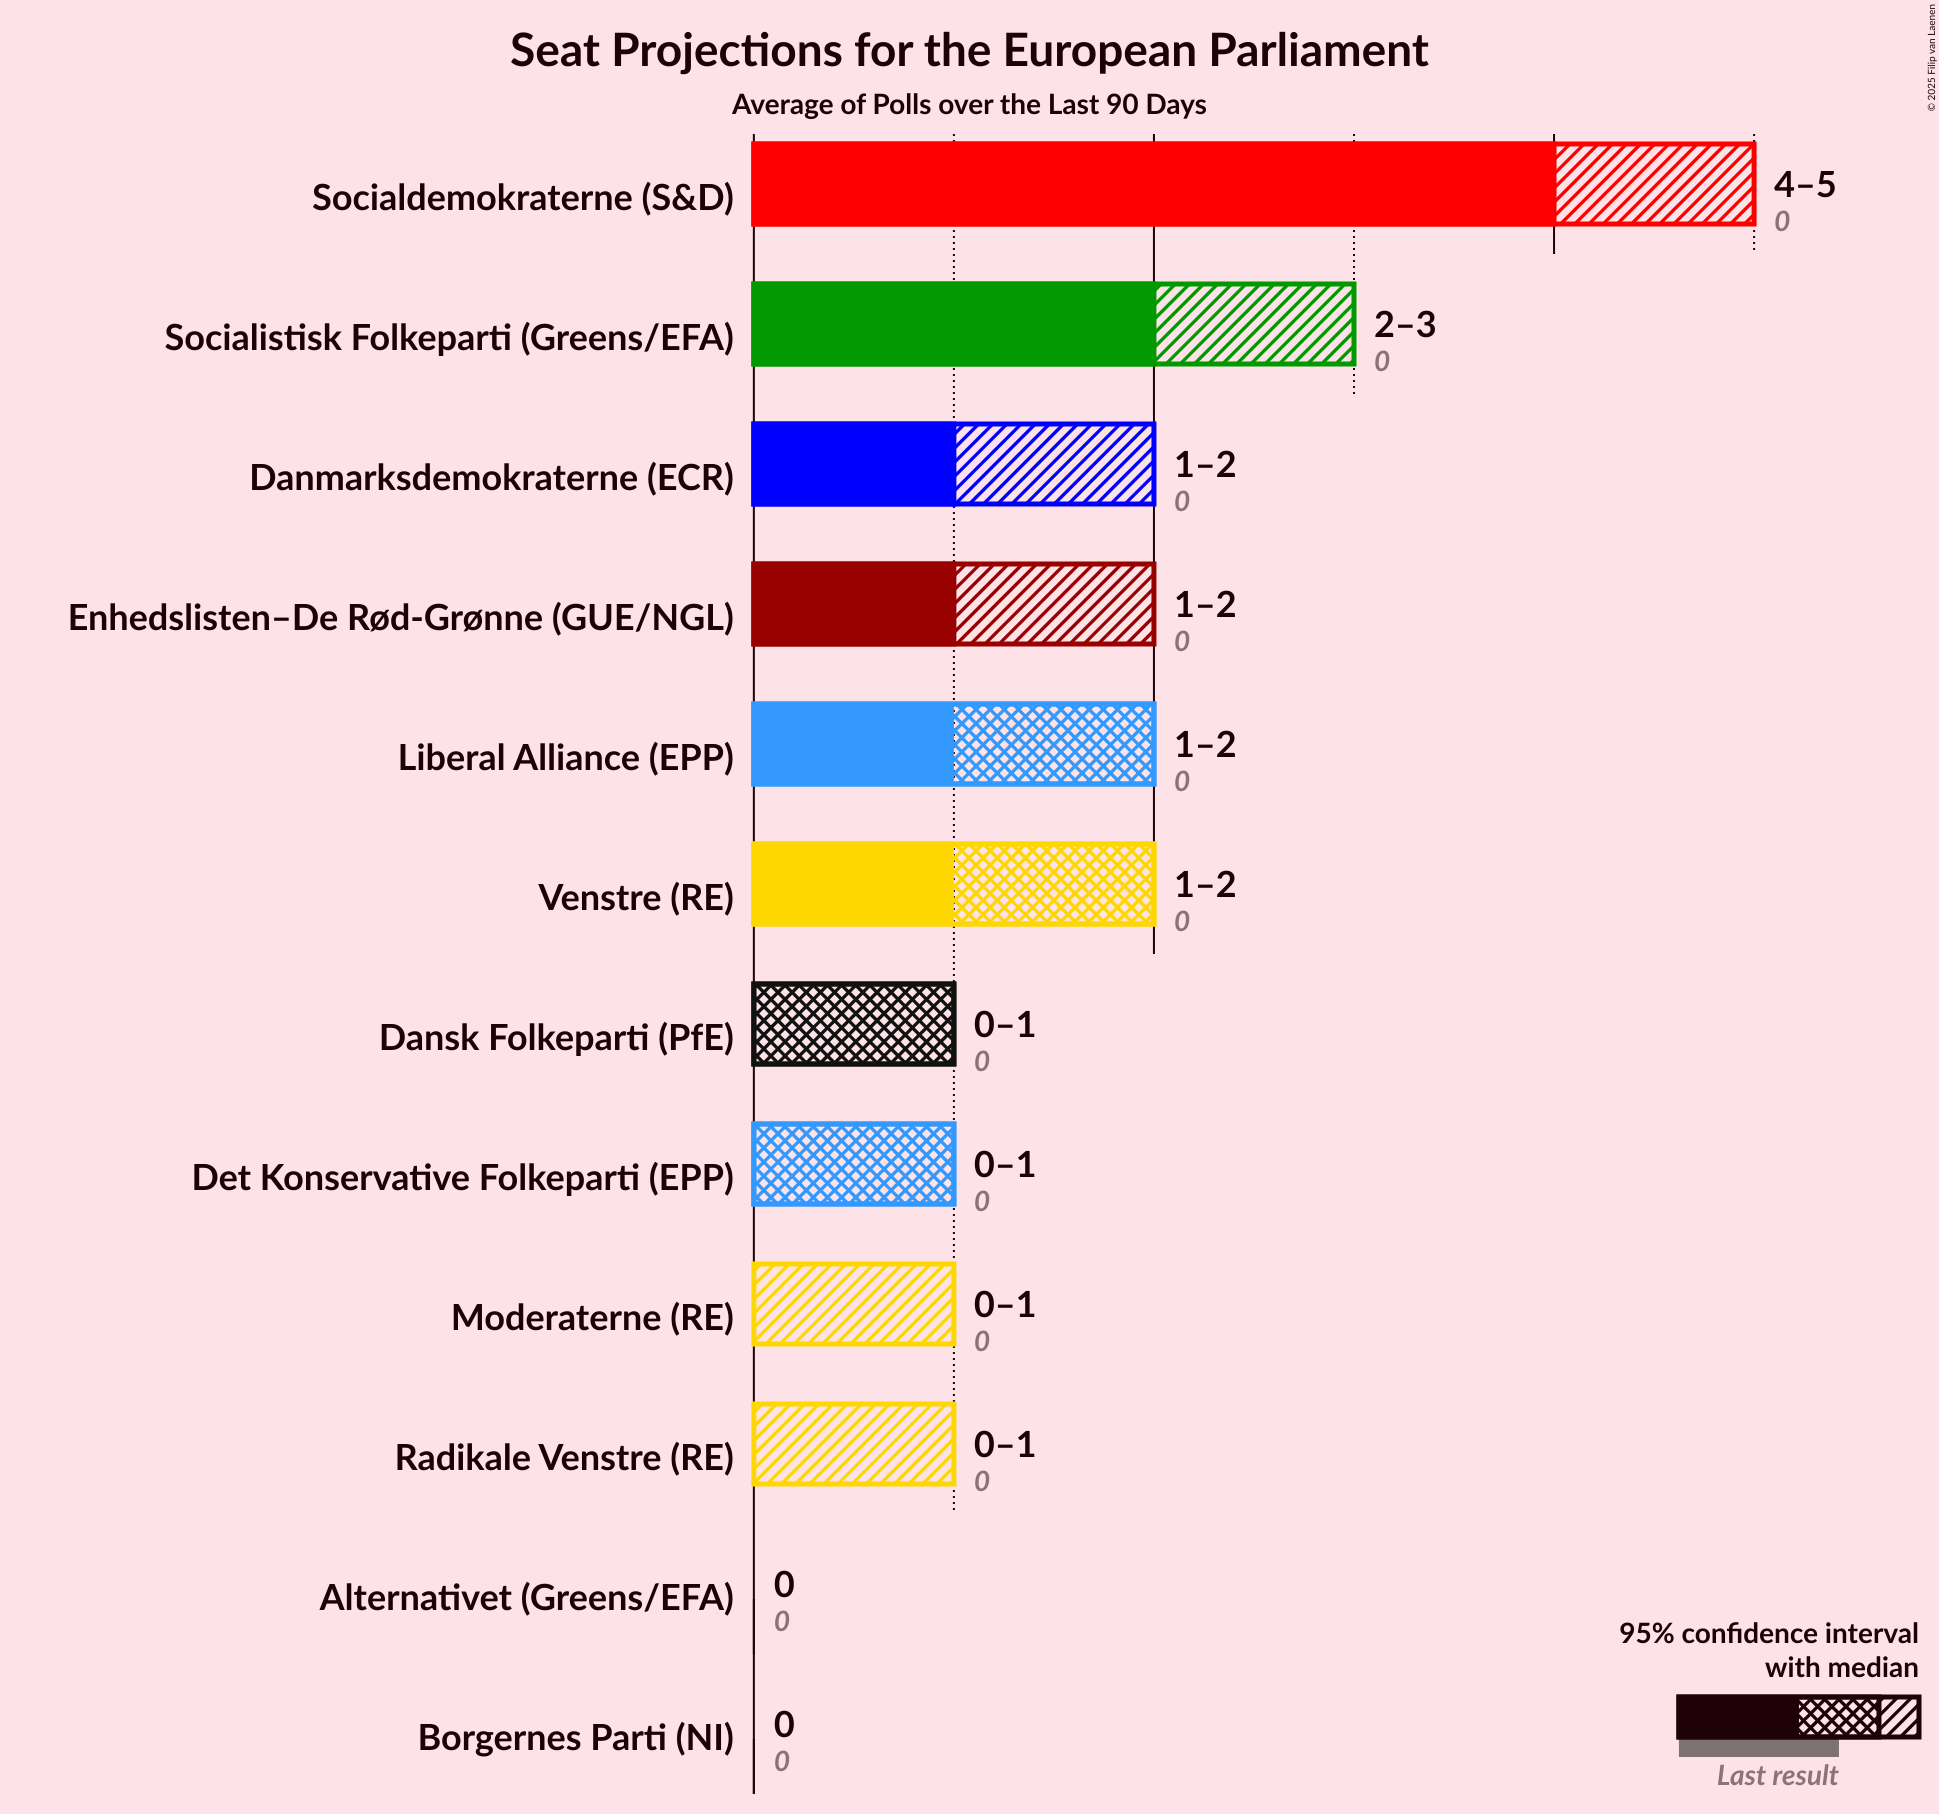 Seat Projections for the European Parliament
Average of Polls over the Last 90 Days
© 2025 Filip van Laenen
Socialdemokraterne (S&D)
4–5
0
Socialistisk Folkeparti (Greens/EFA)
2–3
0
Danmarksdemokraterne (ECR)
1–2
0
Enhedslisten–De Rød-Grønne (GUE/NGL)
1–2
0
Liberal Alliance (EPP)
1–2
0
Venstre (RE)
1–2
0
Dansk Folkeparti (PfE)
0–1
0
Det Konservative Folkeparti (EPP)
0–1
0
Moderaterne (RE)
0–1
0
Radikale Venstre (RE)
0–1
0
Alternativet (Greens/EFA)
0
0
Borgernes Parti (NI)
0
0
95% confidence interval
with median
Last result